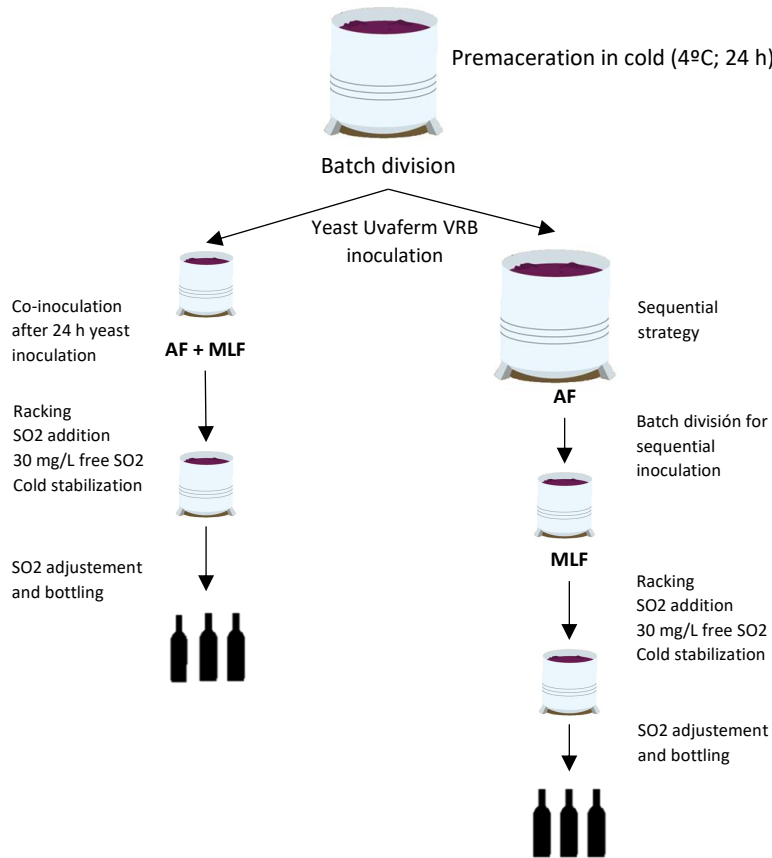 Premaceration in cold (4ºC; 24 h)
Batch division
Yeast Uvaferm VRB
inoculation
Co-inoculation
after 24 h yeast
inoculation
AF + MLF
Racking
SO2 addition
30 mg/L free SO2
Cold stabilization
SO2 adjustement
and bottling
Sequential
strategy
AF
Batch división for
sequential
inoculation
MLF
Racking
SO2 addition
30 mg/L free SO2
Cold stabilization
SO2 adjustement
and bottling